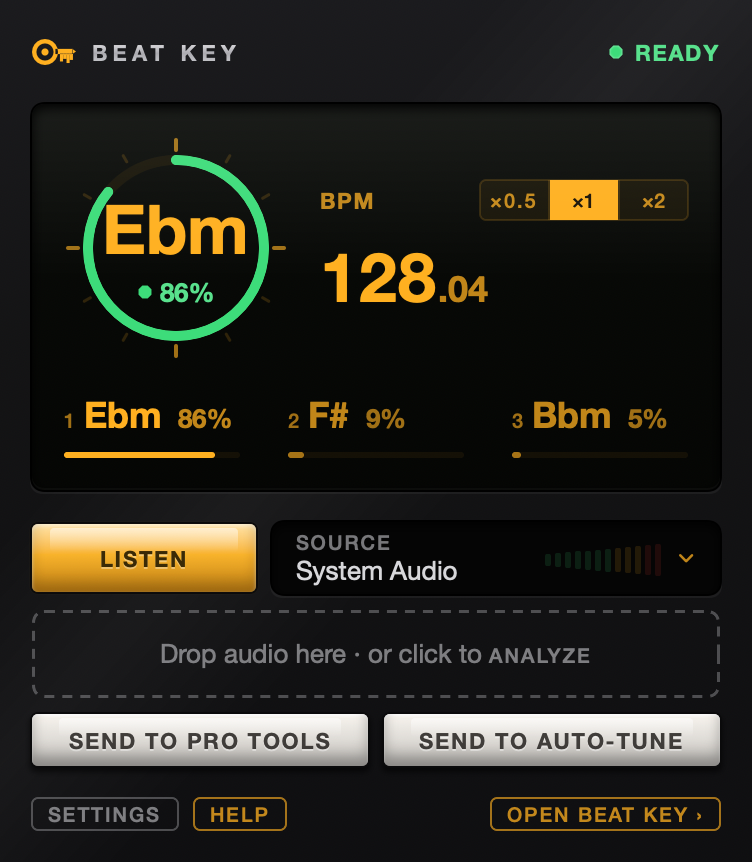 BEAT KEY
READY
Ebm
86%
BPM
×0.5 ×1 ×2
128.04
1 Ebm 86%
2 F# 9%
3 Bbm 5%
LISTEN
SOURCE
System Audio
Drop audio here · or click to ANALYZE
SEND TO PRO TOOLS
SEND TO AUTO-TUNE
SETTINGS
HELP
OPEN BEAT KEY ›